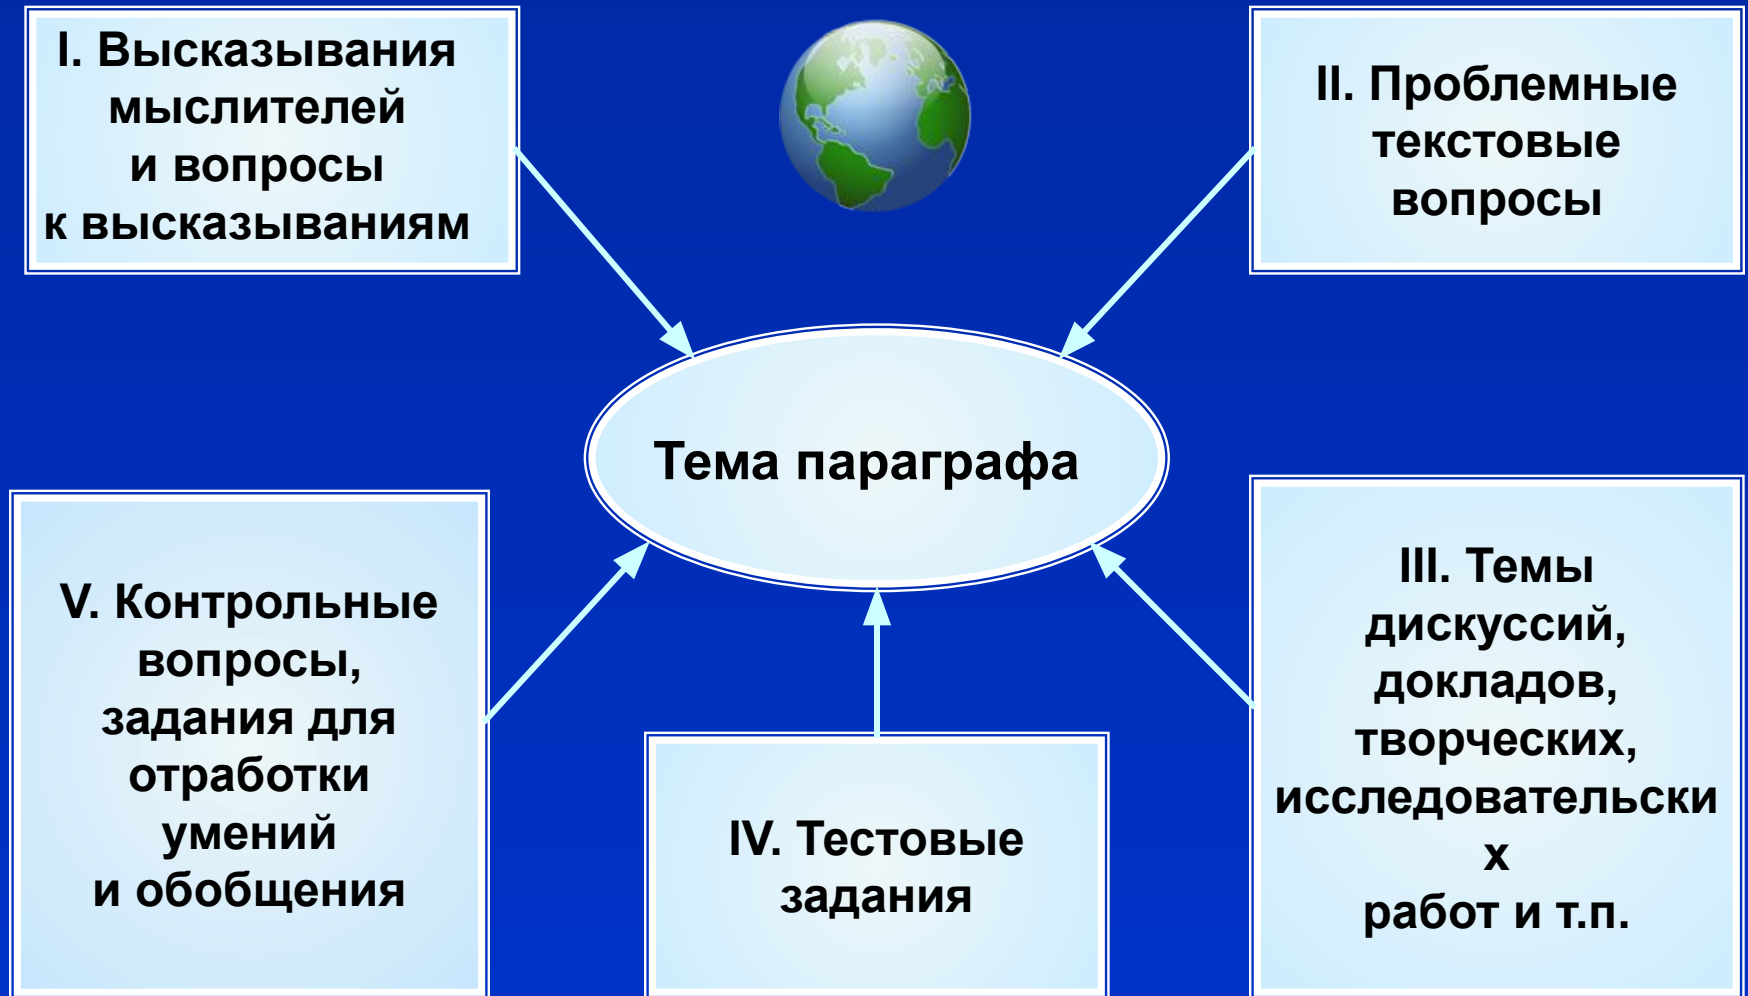 I. Высказывания
мыслителей
и вопросы
к высказываниям
II. Проблемные
текстовые
вопросы
Тема параграфа
III. Темы
дискуссий,
докладов,
творческих,
исследовательски
х
работ и т.п.
IV. Тестовые
задания
V. Контрольные
вопросы,
задания для
отработки
умений
и обобщения